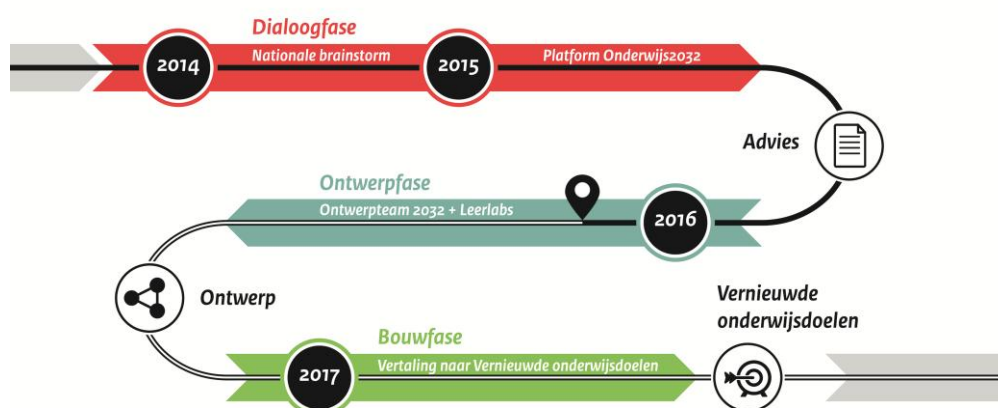 Dialoogfase
2014
Nationale brainstorm
2015
Platform Onderwijs2032
Advies
Ontwerpfase
Ontwerpteam 2032 + Leerlabs
2016
Ontwerp
Vernieuwde
onderwijsdoelen
Bouwfase
2017
Vertaling naar Vernieuwde onderwijsdoelen